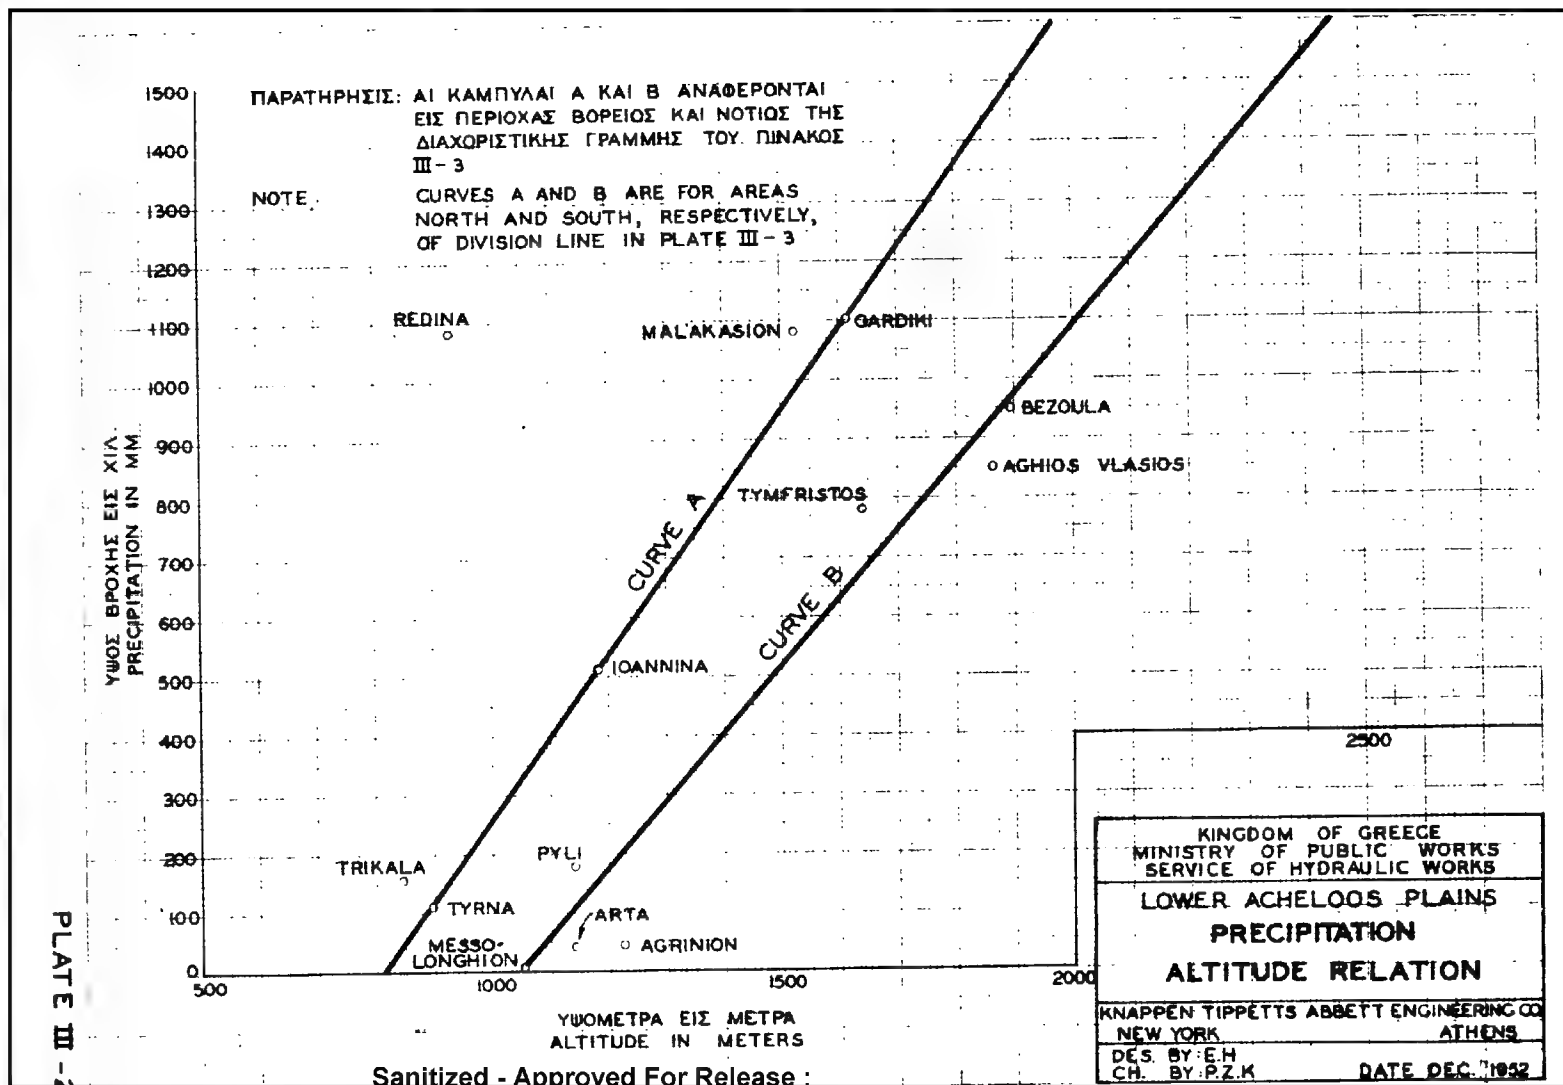 1500
1400
1300
1200
1100
1000
900
800
700
600
500
400
300
200
100
0
ΥΨΟΣ ΒΡΟΧΗΣ ΕΙΣ ΧΙΛ.
PRECIPITATION IN MM
ΠΑΡΑΤΗΡΗΣΙΣ: ΑΙ ΚΑΜΠΥΛΑΙ Α ΚΑΙ Β ΑΝΑΦΕΡΟΝΤΑΙ
ΕΙΣ ΠΕΡΙΟΧΑΣ ΒΟΡΕΙΟΣ ΚΑΙ ΝΟΤΙΟΣ ΤΗΣ
ΔΙΑΧΟΡΙΣΤΙΚΗΣ ΓΡΑΜΜΗΣ ΤΟΥ ΠΙΝΑΚΟΣ
III-3
NOTE. CURVES A AND B ARE FOR AREAS
NORTH AND SOUTH, RESPECTIVELY,
OF DIVISION LINE IN PLATE III-3
REDINA
MALAKASION
GARDIKI
BEZOULA
AGHIOS VLASIOS
TYMFRISTOS
CURVE A
CURVE B
IOANNINA
PYLI
TRIKALA
TYRNA
ARTA
MESSO-
LONGHION
AGRINION
500
1000
1500
2000
2500
ΥΨΟΜΕΤΡΑ ΕΙΣ ΜΕΤΡΑ
ALTITUDE IN METERS
KINGDOM OF GREECE
MINISTRY OF PUBLIC WORKS
SERVICE OF HYDRAULIC WORKS
LOWER ACHELOOS PLAINS
PRECIPITATION
ALTITUDE RELATION
KNAPPEN TIPPETTS ABBETT ENGINEERING CO
NEW YORK ATHENS
DES. BY: E.H
CH. BY: P.Z.K DATE DEC. 1952
PLATE III-2
Sanitized - Approved For Release :